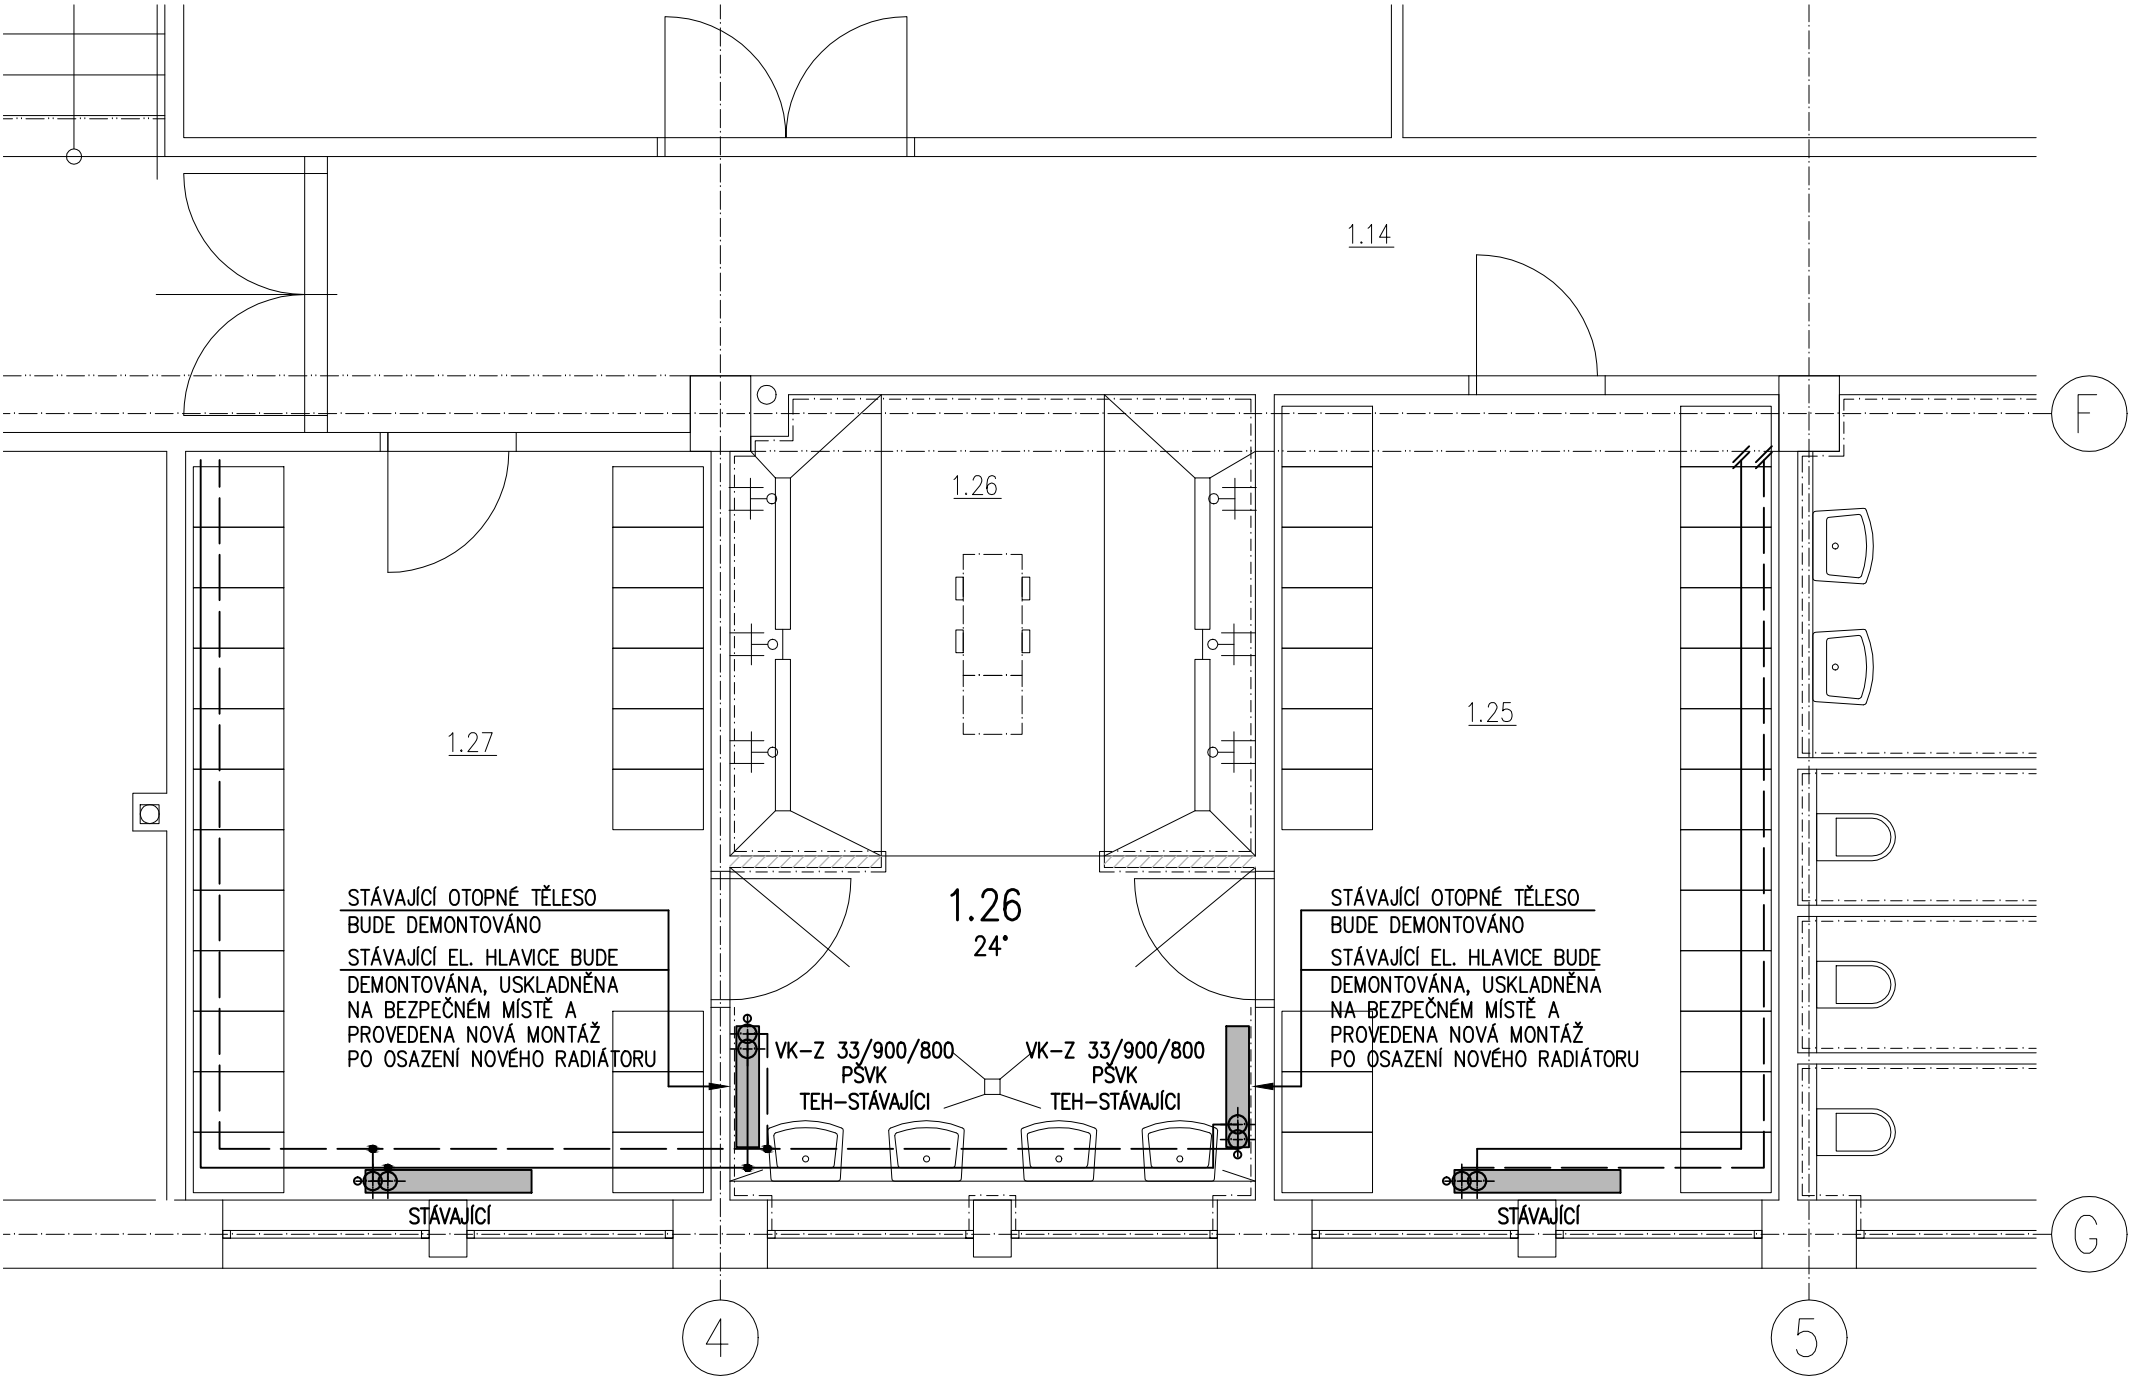 1.14
F
1.26
1.25
1.27
STÁVAJÍCÍ OTOPNÉ TĚLESO
BUDE DEMONTOVÁNO
STÁVAJÍCÍ EL. HLAVICE BUDE
DEMONTOVÁNA, USKLADNĚNA
NA BEZPEČNÉM MÍSTĚ A
PROVEDENA NOVÁ MONTÁŽ
PO OSAZENÍ NOVÉHO RADIÁTORU
1.26
24°
STÁVAJÍCÍ OTOPNÉ TĚLESO
BUDE DEMONTOVÁNO
STÁVAJÍCÍ EL. HLAVICE BUDE
DEMONTOVÁNA, USKLADNĚNA
NA BEZPEČNÉM MÍSTĚ A
PROVEDENA NOVÁ MONTÁŽ
PO OSAZENÍ NOVÉHO RADIÁTORU
VK-Z 33/900/800
PŠVK
TEH-STÁVAJÍCI
VK-Z 33/900/800
PŠVK
TEH-STÁVAJÍCI
STÁVAJÍCÍ
STÁVAJÍCÍ
G
4
5